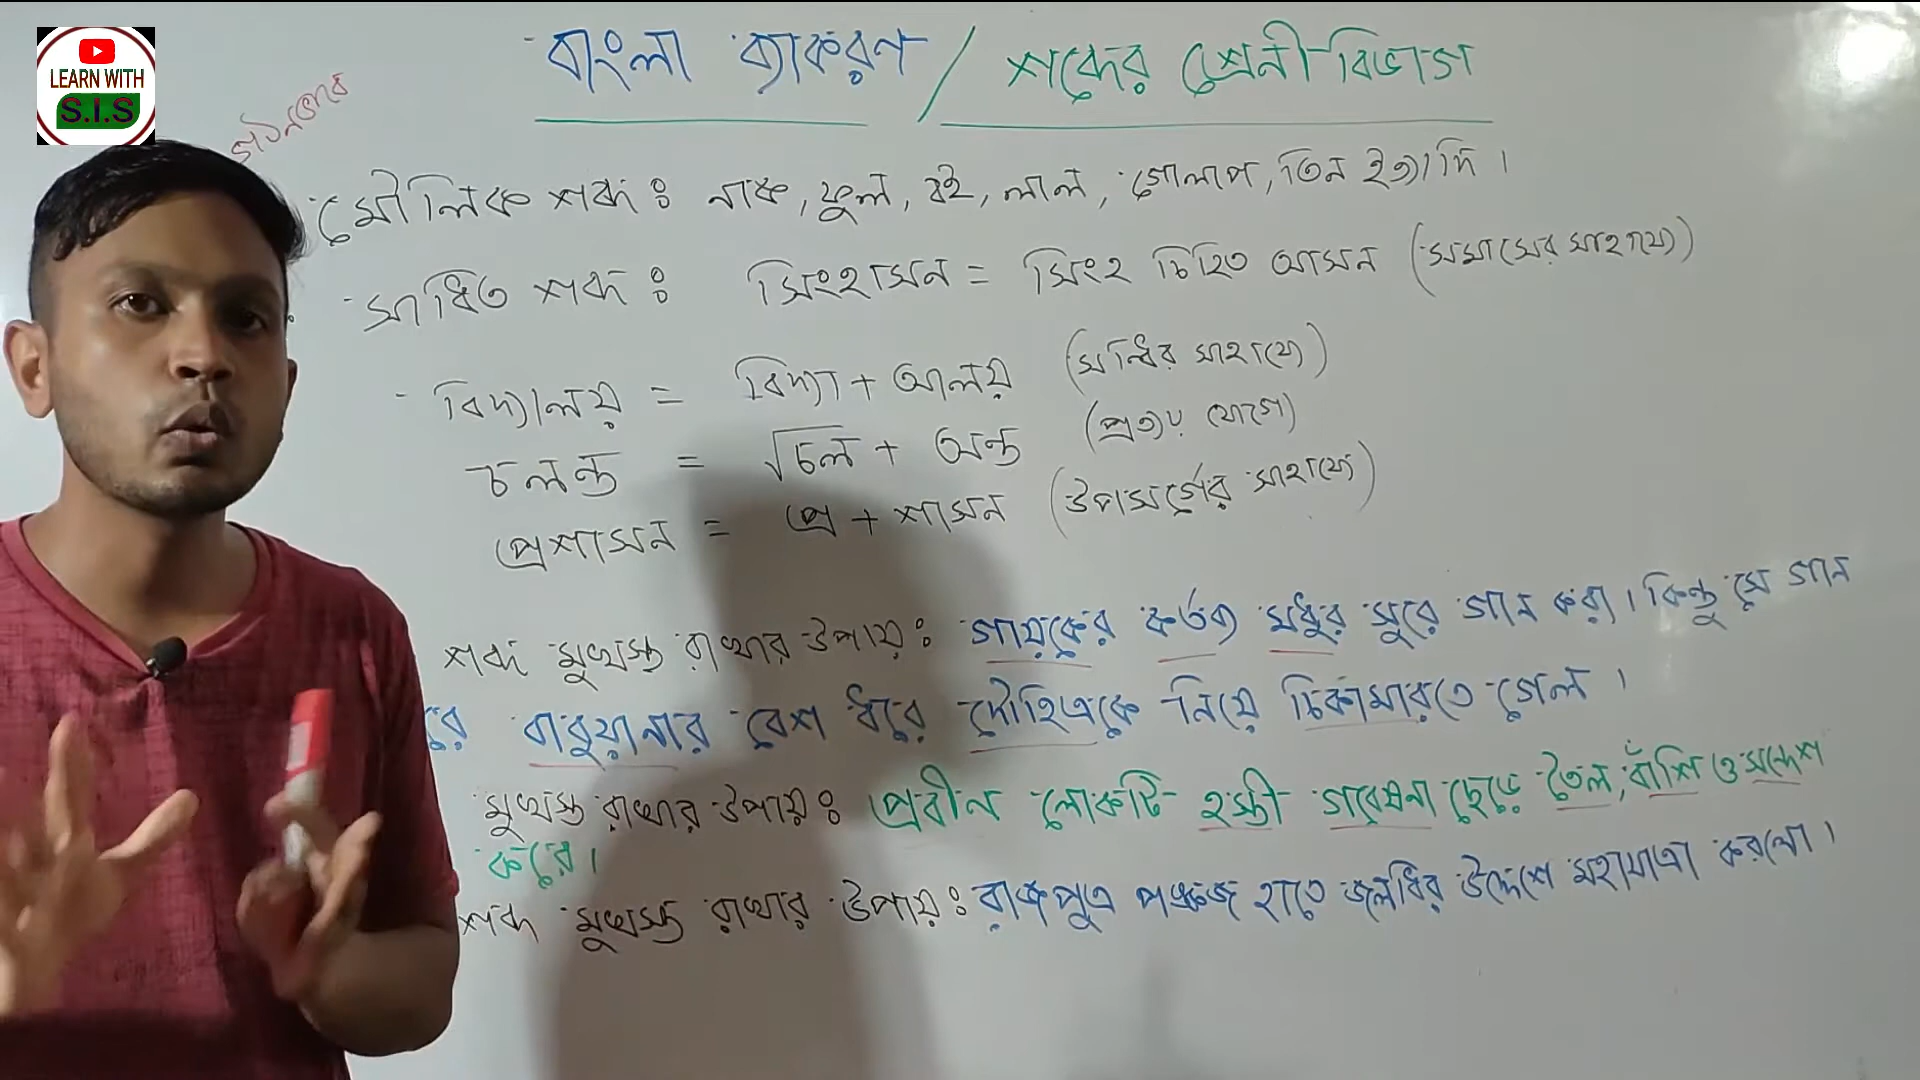 LEARN WITH
S.I.S
বাংলা ব্যাকরণ / শব্দের শ্রেনী বিভাগ
গঠনভাবে
মৌলিক শব্দ ঃ নাক, ফুল, বই, লাল, গোলাপ, তিন ইত্যাদি ।
সাধিত শব্দ ঃ সিংহাসন = সিংহ চিহিত আসন (সমাসের সাহায্যে)
বিদ্যালয় = বিদ্যা + আলয় (সন্ধির সাহায্যে)
চলন্ত = √চল + অন্ত (প্রত্যয় যোগে)
প্রশাসন = প্র + শাসন (উপসর্গের সাহায্যে)
শব্দ মুখস্ত রাখার উপায় ঃ গায়কের কর্তব্য মধুর সুরে গান করা । কিন্তু সে গান
বাবুয়ানার বেশ ধরে দৌহিত্রকে নিয়ে চিকামারতে গেল ।
মুখস্ত রাখার উপায় ঃ প্রবীন লোকটি হস্তী গবেষনা ছেড়ে তৈল, বাঁশি ও সন্দেশ
করে ।
শব্দ মুখস্ত রাখার উপায় ঃ রাজপুত্র পঙ্কজ হাতে জলধির উদ্দেশে মহাযাত্রা করলো ।